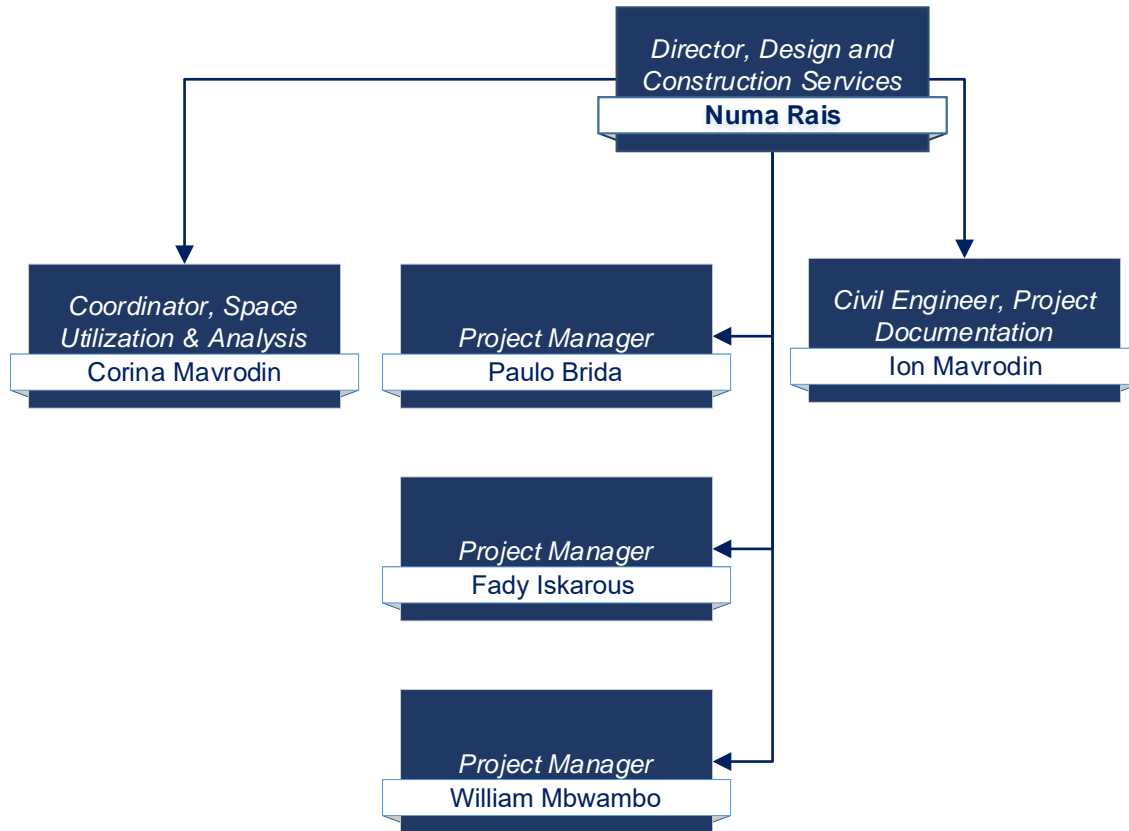 Director, Design and
Construction Services
Numa Rais
Coordinator, Space
Utilization & Analysis
Corina Mavrodin
Project Manager
Paulo Brida
Civil Engineer, Project
Documentation
Ion Mavrodin
Project Manager
Fady Iskarous
Project Manager
William Mbwambo